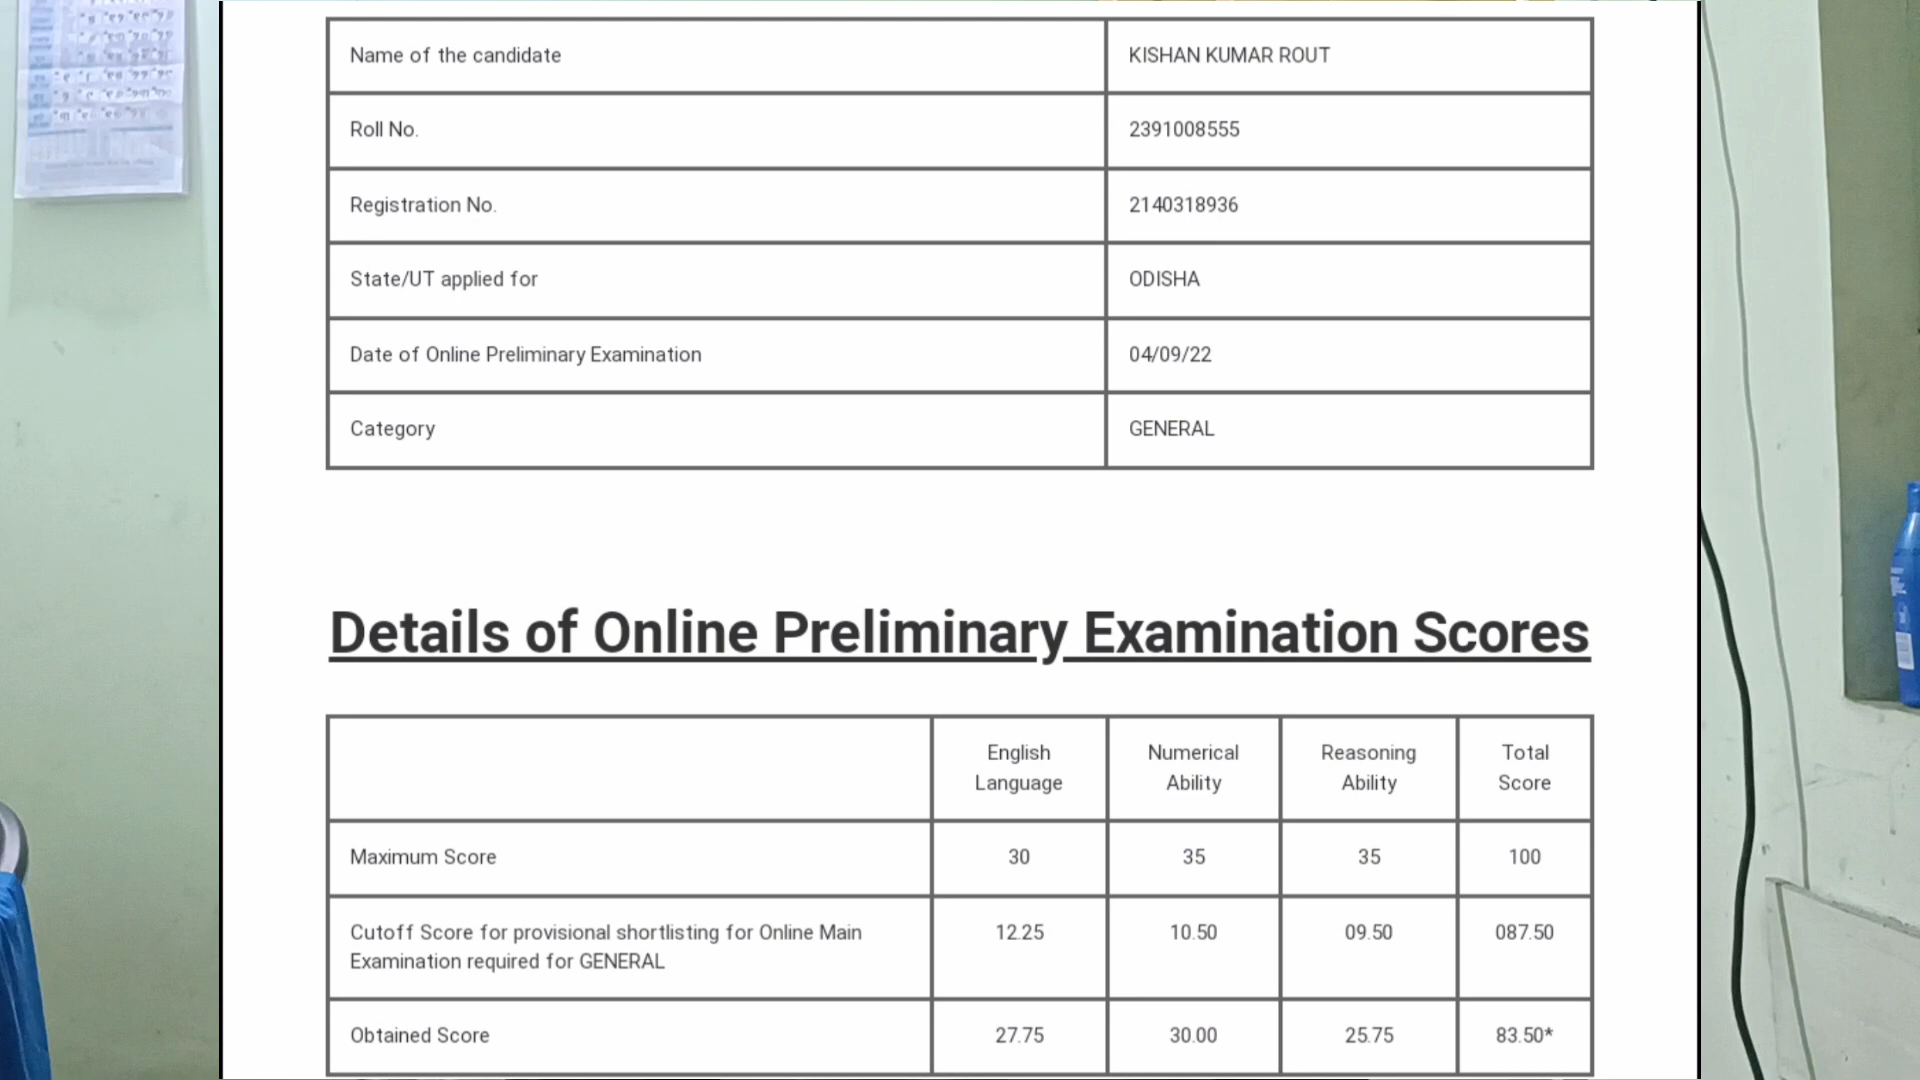 Name of the candidate KISHAN KUMAR ROUT
Roll No. 2391008555
Registration No. 2140318936
State/UT applied for ODISHA
Date of Online Preliminary Examination 04/09/22
Category GENERAL
Details of Online Preliminary Examination Scores
English Language Numerical Ability Reasoning Ability Total Score
Maximum Score 30 35 35 100
Cutoff Score for provisional shortlisting for Online Main Examination required for GENERAL 12.25 10.50 09.50 087.50
Obtained Score 27.75 30.00 25.75 83.50*